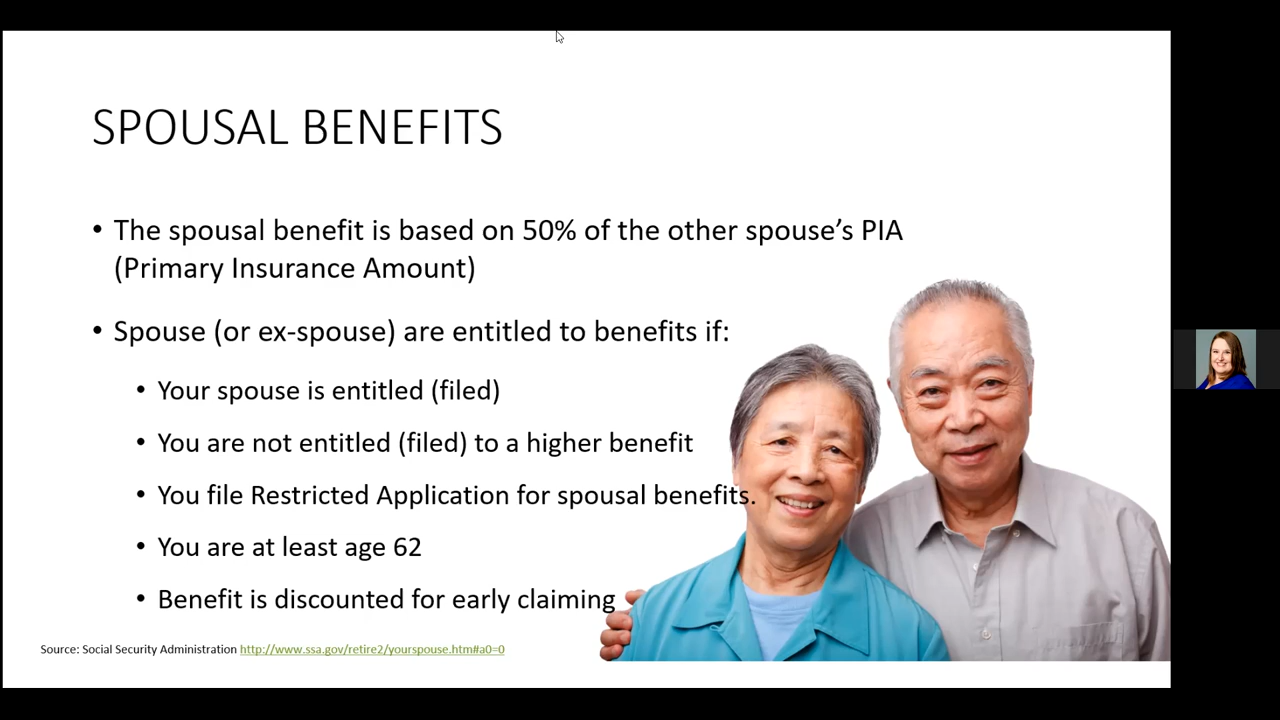 SPOUSAL BENEFITS
• The spousal benefit is based on 50% of the other spouse’s PIA
(Primary Insurance Amount)
• Spouse (or ex-spouse) are entitled to benefits if:
• Your spouse is entitled (filed)
• You are not entitled (filed) to a higher benefit
• You file Restricted Application for spousal benefits.
• You are at least age 62
• Benefit is discounted for early claiming
Source: Social Security Administration http://www.ssa.gov/retire2/yourspouse.htm#a0=0